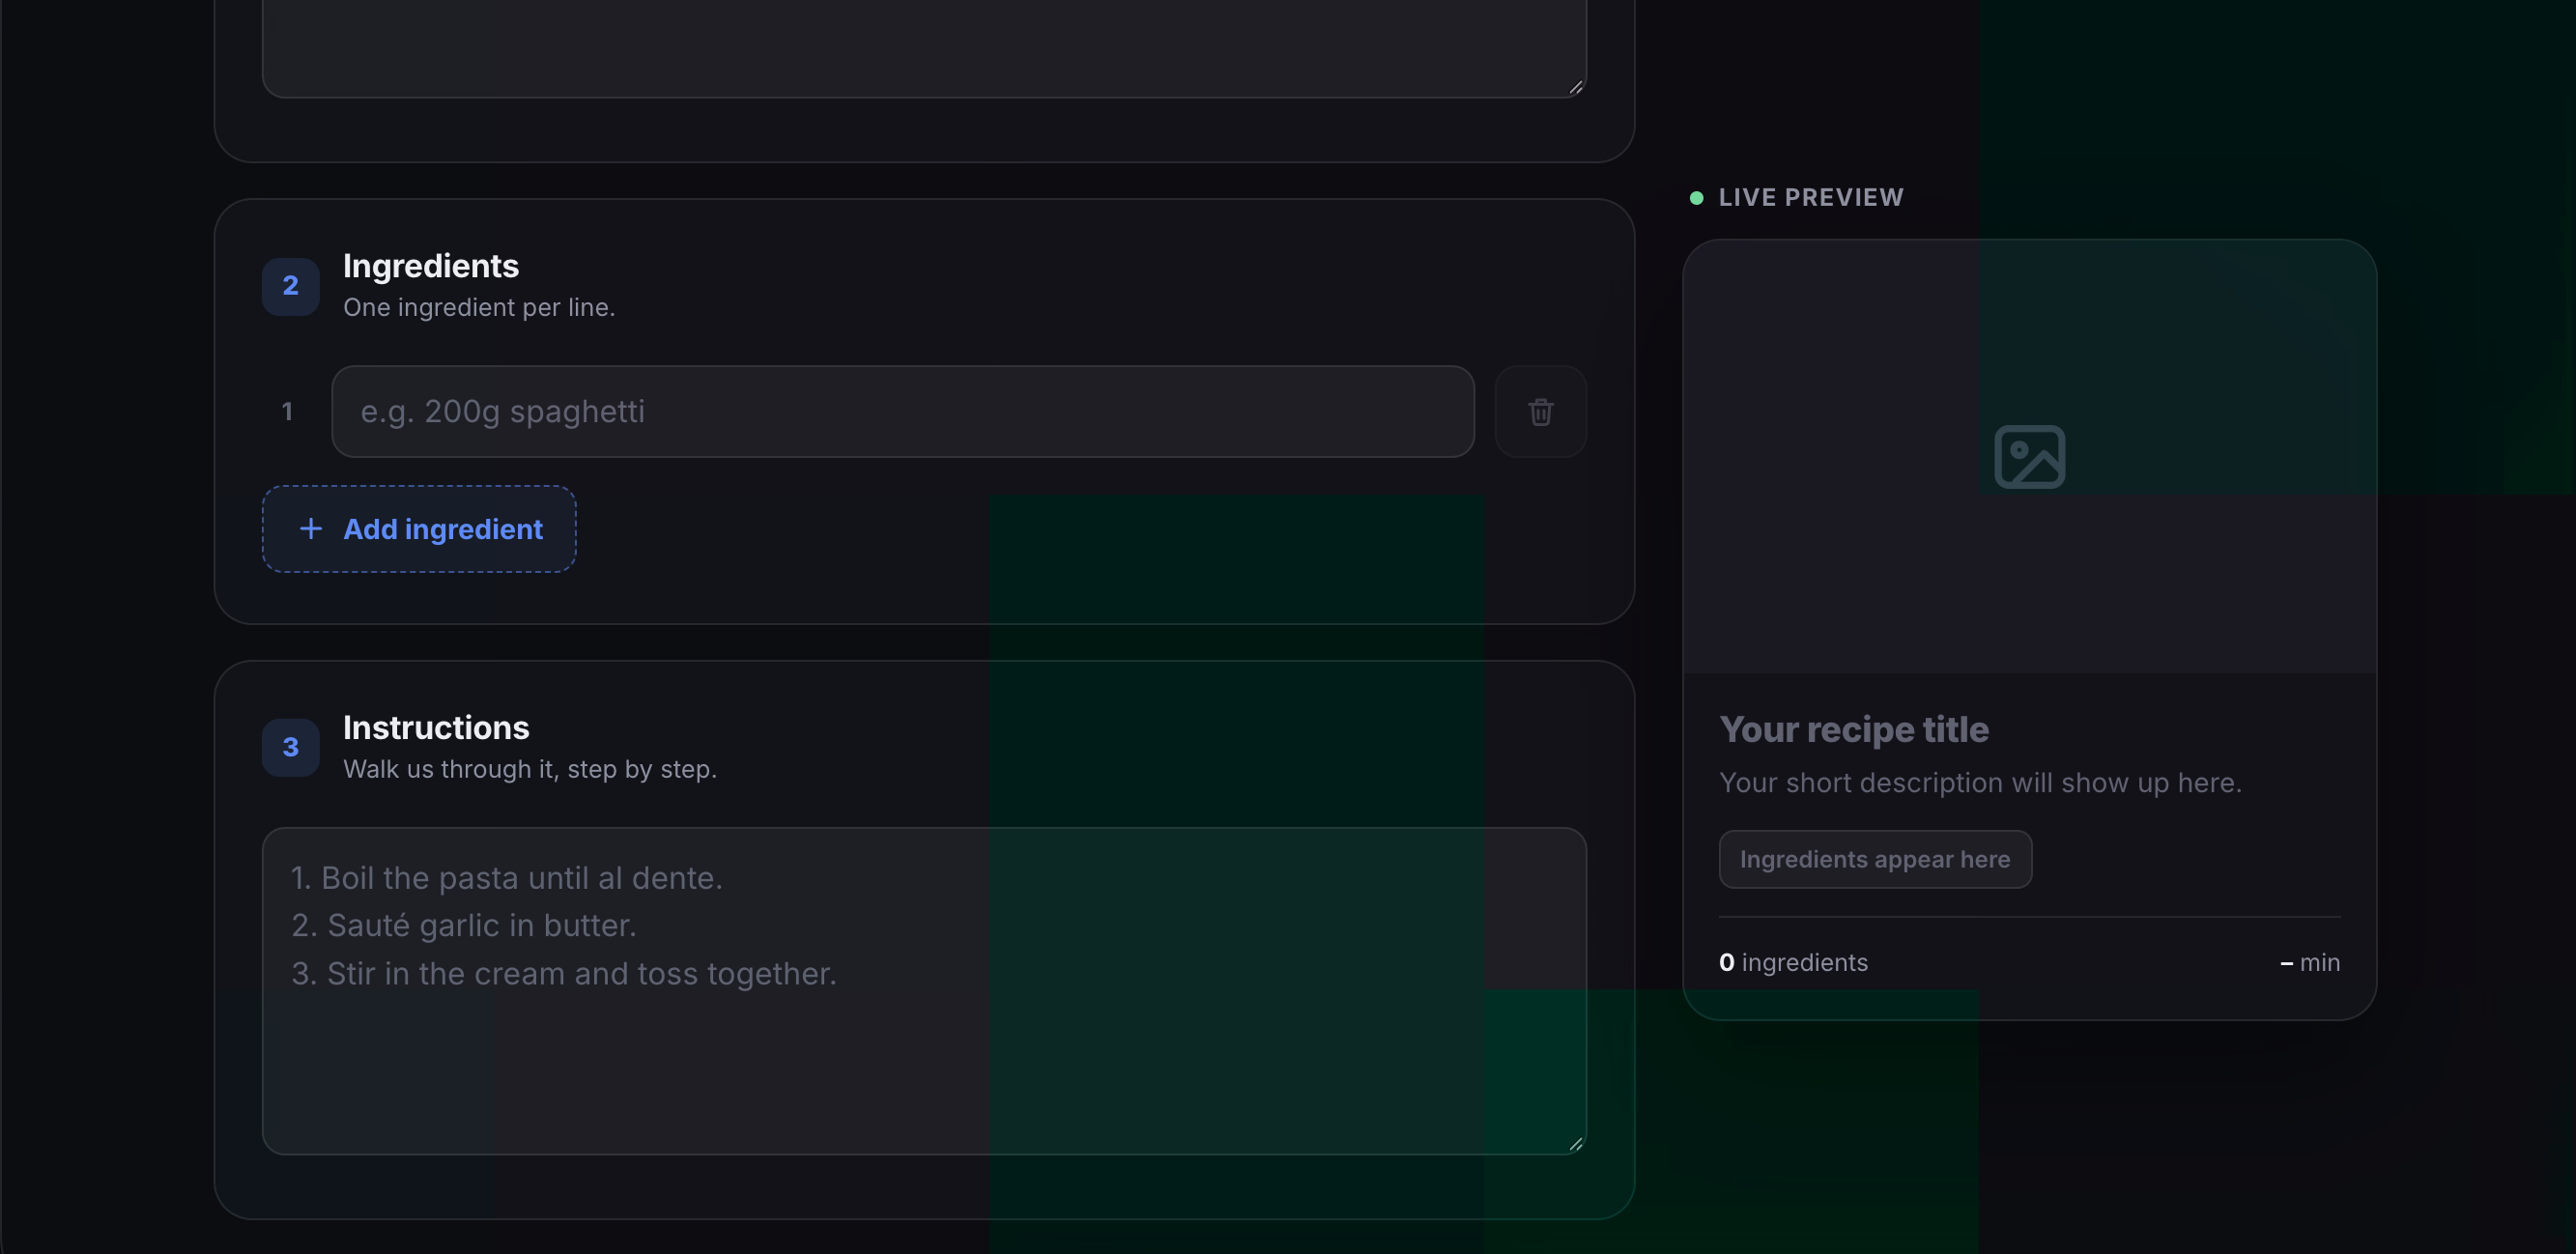 2
Ingredients
One ingredient per line.
1
e.g. 200g spaghetti
+ Add ingredient
3
Instructions
Walk us through it, step by step.
1. Boil the pasta until al dente.
2. Sauté garlic in butter.
3. Stir in the cream and toss together.
LIVE PREVIEW
Your recipe title
Your short description will show up here.
Ingredients appear here
0 ingredients
– min